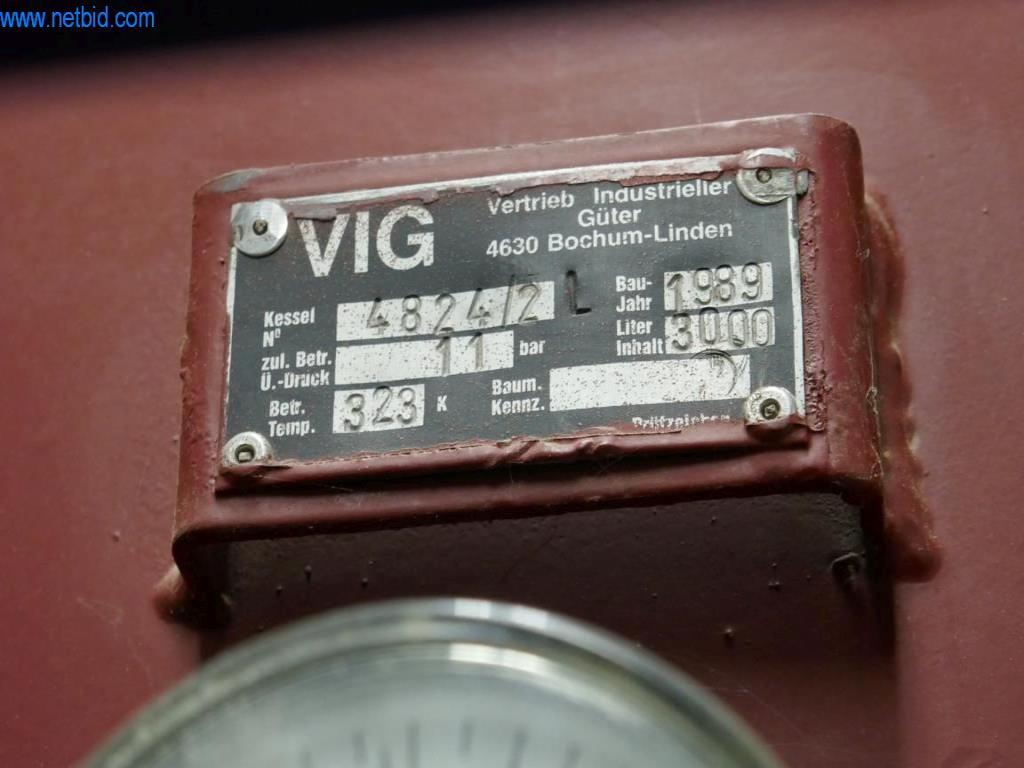 www.netbid.com
VIG
Vertrieb Industrieller
Güter
4630 Bochum-Linden
Kessel
Nº
4824/2 L
Bau-
Jahr
1989
zul. Betr.
Ü.-Druck
11 bar
Liter
Inhalt
3000
Betr.
Temp.
323 K
Baum.
Kennz.